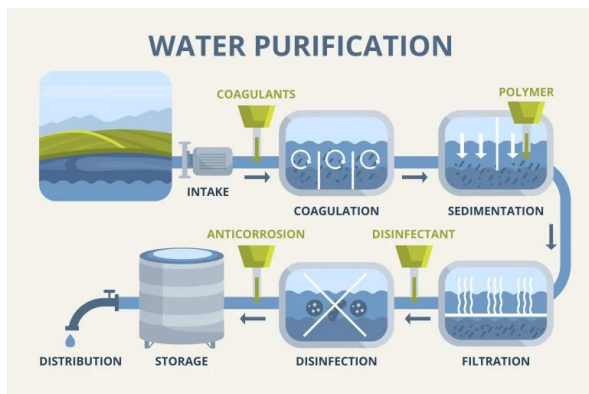 WATER PURIFICATION
COAGULANTS
POLYMER
INTAKE
COAGULATION
SEDIMENTATION
ANTICORROSION
DISINFECTANT
DISTRIBUTION
STORAGE
DISINFECTION
FILTRATION